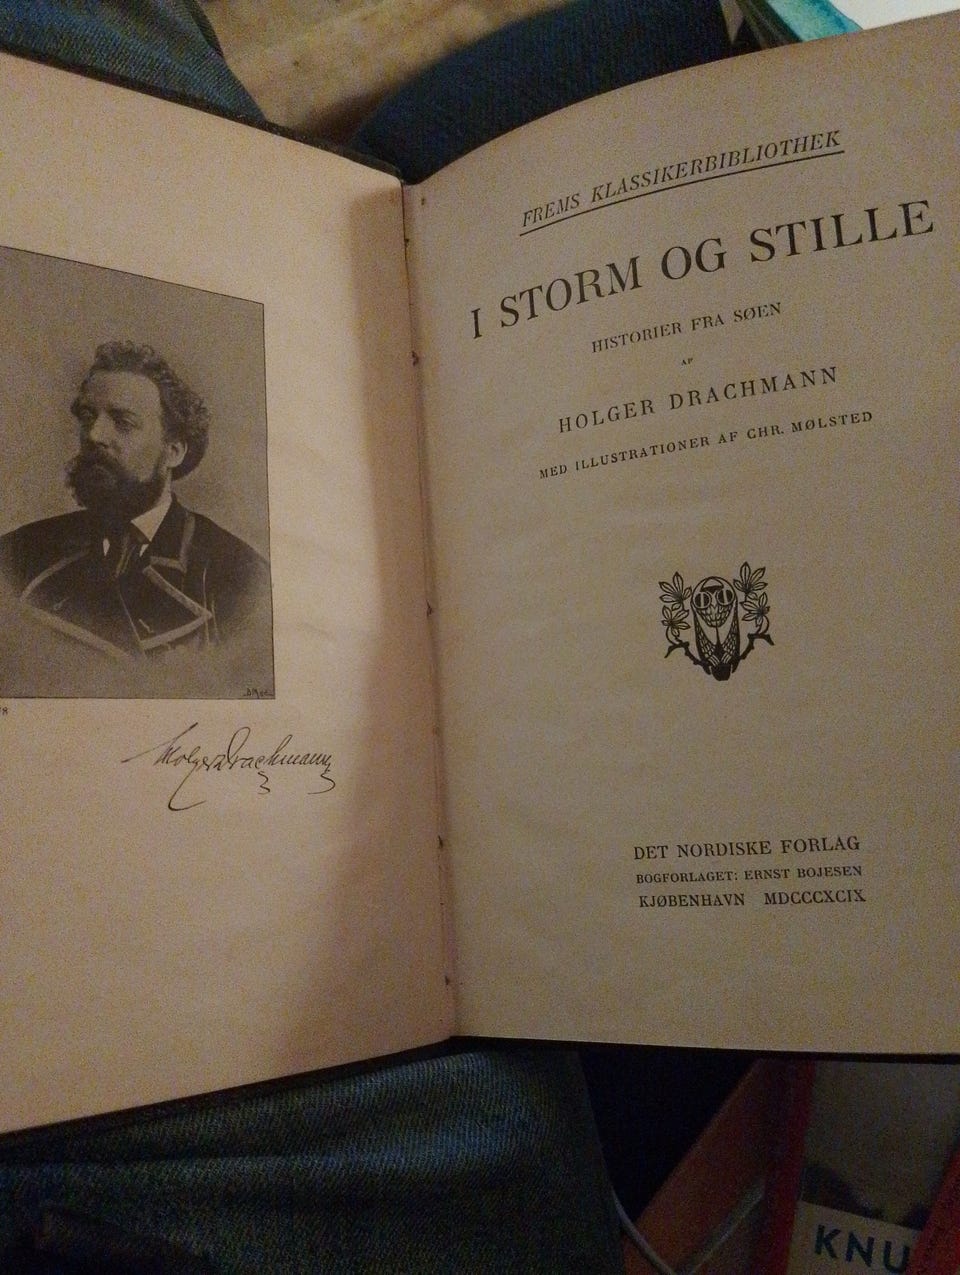 8
Holger Drachmann
FREMS KLASSIKERBIBLIOTHEK
I STORM OG STILLE
HISTORIER FRA SØEN
AF
HOLGER DRACHMANN
MED ILLUSTRATIONER AF CHR. MØLSTED
DET NORDISKE FORLAG
BOGFORLAGET: ERNST BOJESEN
KJØBENHAVN MDCCCXCIX
KNU